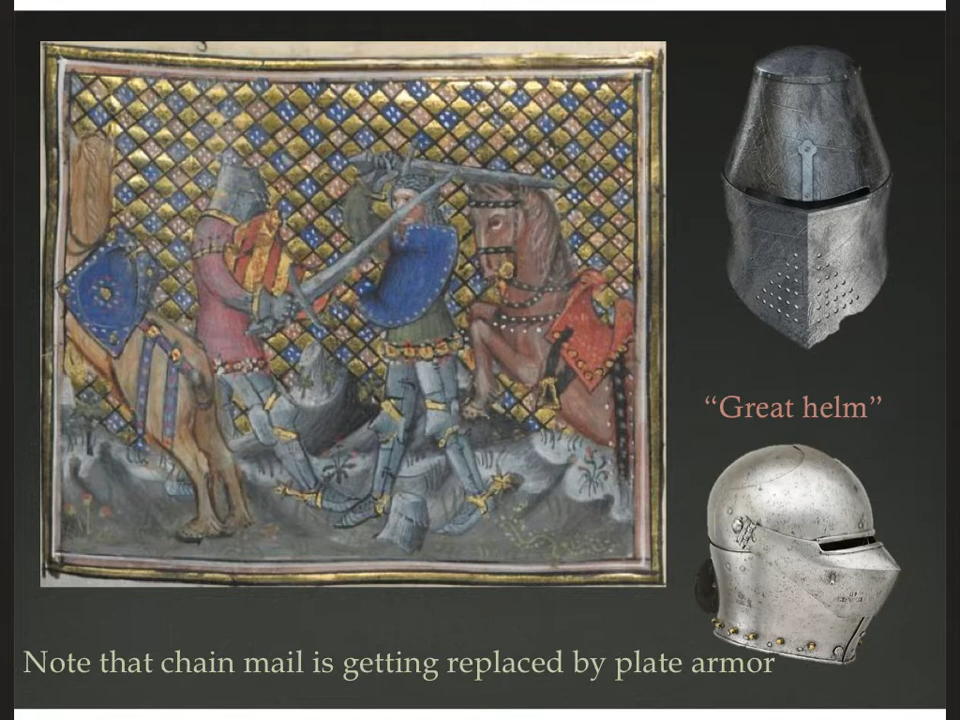 “Great helm”
Note that chain mail is getting replaced by plate armor